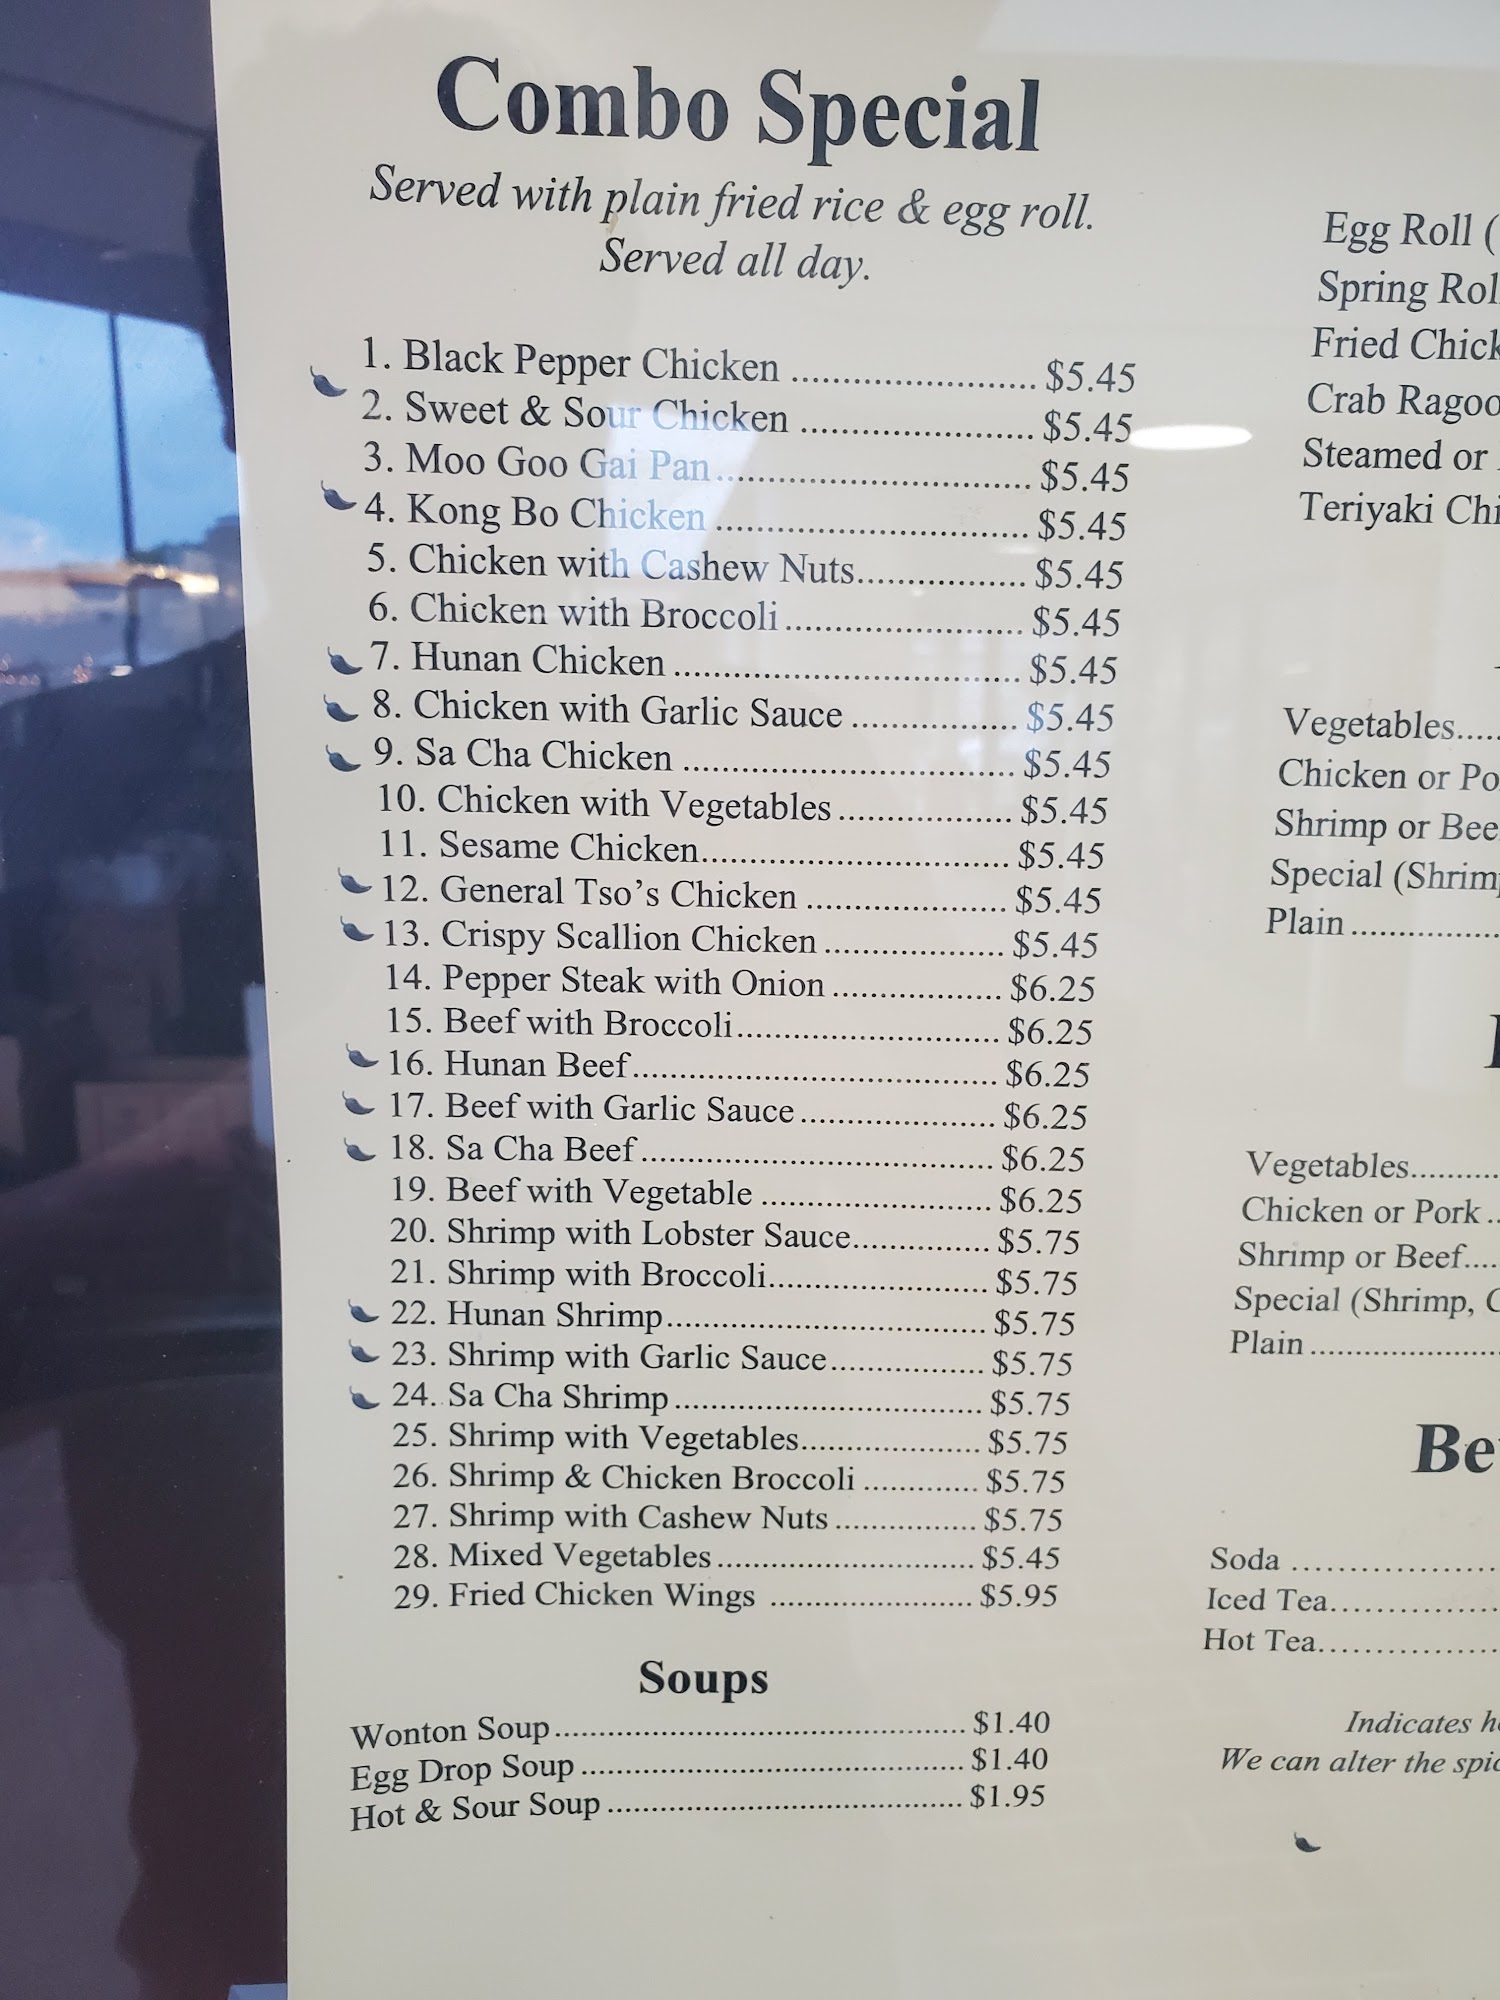 Combo Special
Served with plain fried rice & egg roll.
Served all day.
1. Black Pepper Chicken ........................ $5.45
2. Sweet & Sour Chicken ........................ $5.45
3. Moo Goo Gai Pan ........................ $5.45
4. Kong Bo Chicken ........................ $5.45
5. Chicken with Cashew Nuts ................. $5.45
6. Chicken with Broccoli ........................ $5.45
7. Hunan Chicken ........................ $5.45
8. Chicken with Garlic Sauce ................. $5.45
9. Sa Cha Chicken ........................ $5.45
10. Chicken with Vegetables .................. $5.45
11. Sesame Chicken ........................ $5.45
12. General Tso's Chicken .................... $5.45
13. Crispy Scallion Chicken .................. $5.45
14. Pepper Steak with Onion ................. $6.25
15. Beef with Broccoli ........................ $6.25
16. Hunan Beef ........................ $6.25
17. Beef with Garlic Sauce .................... $6.25
18. Sa Cha Beef ........................ $6.25
19. Beef with Vegetable ........................ $6.25
20. Shrimp with Lobster Sauce .............. $5.75
21. Shrimp with Broccoli ...................... $5.75
22. Hunan Shrimp ........................ $5.75
23. Shrimp with Garlic Sauce ................ $5.75
24. Sa Cha Shrimp ........................ $5.75
25. Shrimp with Vegetables .................. $5.75
26. Shrimp & Chicken Broccoli ............. $5.75
27. Shrimp with Cashew Nuts ............... $5.75
28. Mixed Vegetables ........................ $5.45
29. Fried Chicken Wings ...................... $5.95
Soups
Wonton Soup ........................ $1.40
Egg Drop Soup ........................ $1.40
Hot & Sour Soup ........................ $1.95
Egg Roll (
Spring Rol
Fried Chick
Crab Ragoo
Steamed or
Teriyaki Chi
Vegetables.....
Chicken or Po
Shrimp or Bee
Special (Shrim
Plain ................
Vegetables..........
Chicken or Pork ..
Shrimp or Beef....
Special (Shrimp, C
Plain ....................
Be
Soda ....................
Iced Tea................
Hot Tea.................
Indicates h
We can alter the spic